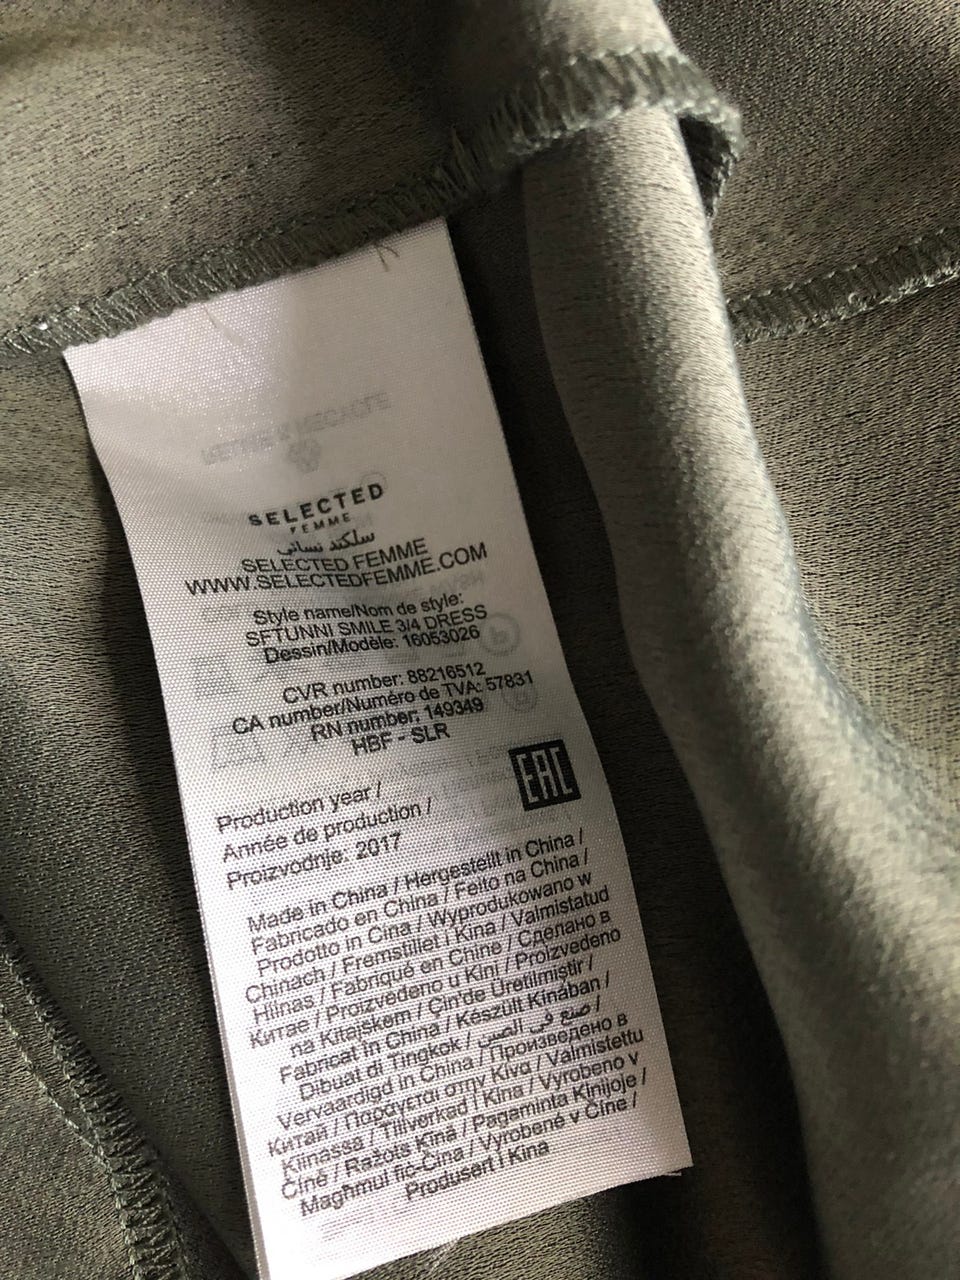 SELECTED
FEMME
سلكتد نسائي
SELECTED FEMME
WWW.SELECTEDFEMME.COM
Style name/Nom de style:
SFTUNNI SMILE 3/4 DRESS
Dessin/Modèle: 16053026
CVR number: 88216512
CA number/Numéro de TVA: 57831
RN number: 149349
HBF - SLR
EAC
Production year /
Année de production /
Proizvodnje: 2017
Made in China / Hergestellt in China /
Fabricado en China / Feito na China /
Prodotto in Cina / Wyprodukowano w
Chinach / Fremstillet i Kina / Valmistatud
Hiinas / Fabriqué en Chine / Сделано в
Китае / Proizvedeno u Kini / Proizvedeno
na Kitajskem / Çin'de Üretilmiştir /
Fabricat în China / Készült Kínában /
Dibuat di Tingkok / صنع في الصين /
Vervaardigd in China / Произведено в
Китай / Παράγεται στην Κίνα / Valmistettu
Kiinassa / Tillverkad i Kina / Vyrobeno v
Číně / Ražots Ķīnā / Pagaminta Kinijoje /
Magħmul fiċ-Ċina / Vyrobené v Číne /
Produsert i Kina